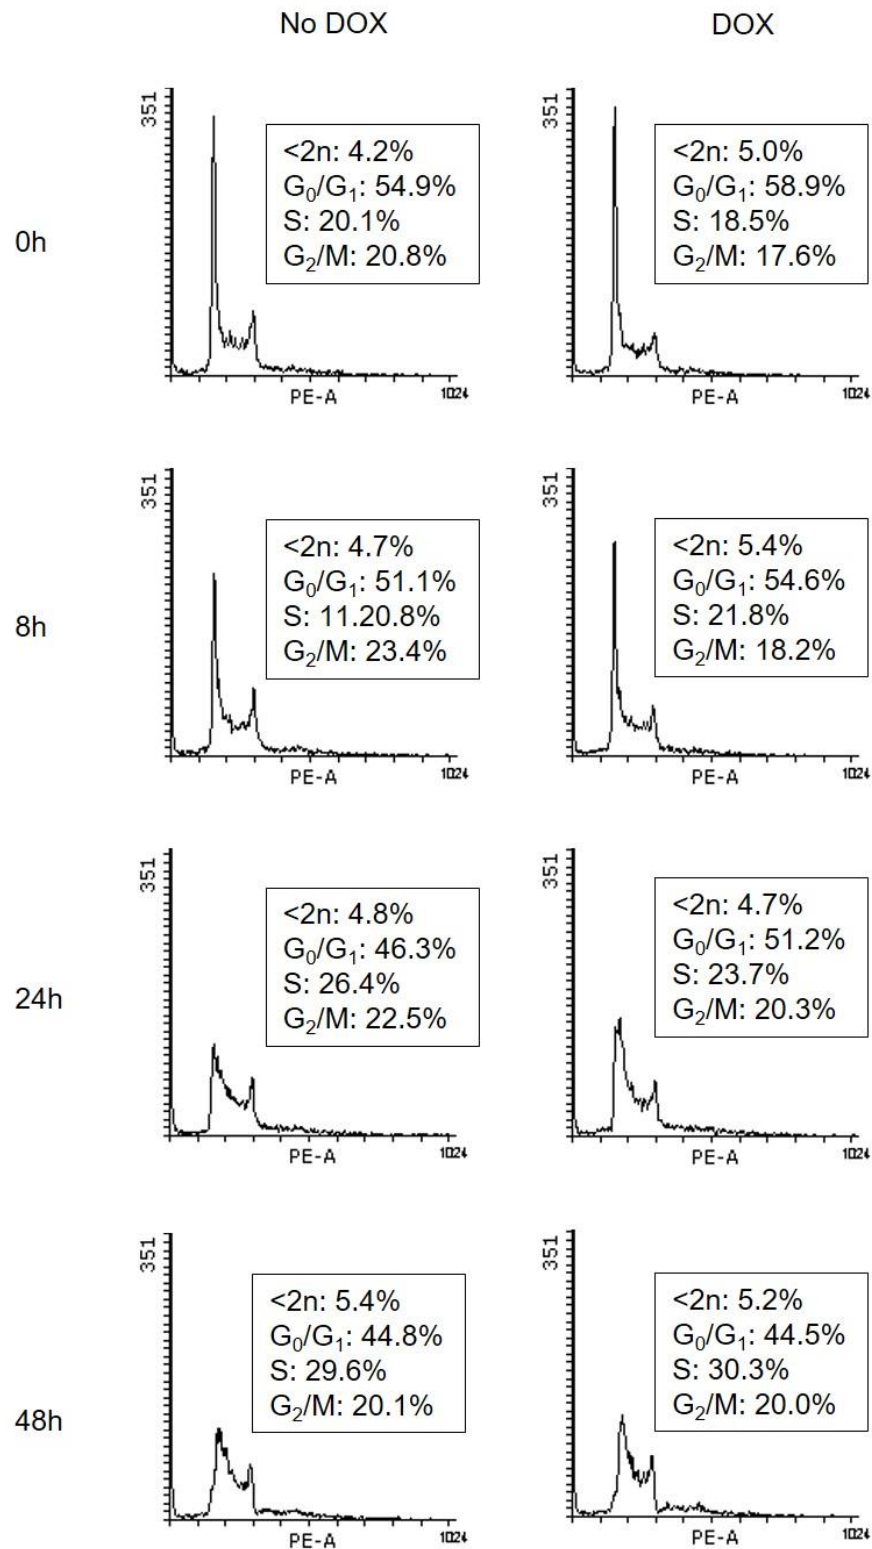 No DOX DOX
0h
351
<2n: 4.2%
G₀/G₁: 54.9%
S: 20.1%
G₂/M: 20.8%
PE-A 1024
351
<2n: 5.0%
G₀/G₁: 58.9%
S: 18.5%
G₂/M: 17.6%
PE-A 1024
8h
351
<2n: 4.7%
G₀/G₁: 51.1%
S: 11.20.8%
G₂/M: 23.4%
PE-A 1024
351
<2n: 5.4%
G₀/G₁: 54.6%
S: 21.8%
G₂/M: 18.2%
PE-A 1024
24h
351
<2n: 4.8%
G₀/G₁: 46.3%
S: 26.4%
G₂/M: 22.5%
PE-A 1024
351
<2n: 4.7%
G₀/G₁: 51.2%
S: 23.7%
G₂/M: 20.3%
PE-A 1024
48h
351
<2n: 5.4%
G₀/G₁: 44.8%
S: 29.6%
G₂/M: 20.1%
PE-A 1024
351
<2n: 5.2%
G₀/G₁: 44.5%
S: 30.3%
G₂/M: 20.0%
PE-A 1024